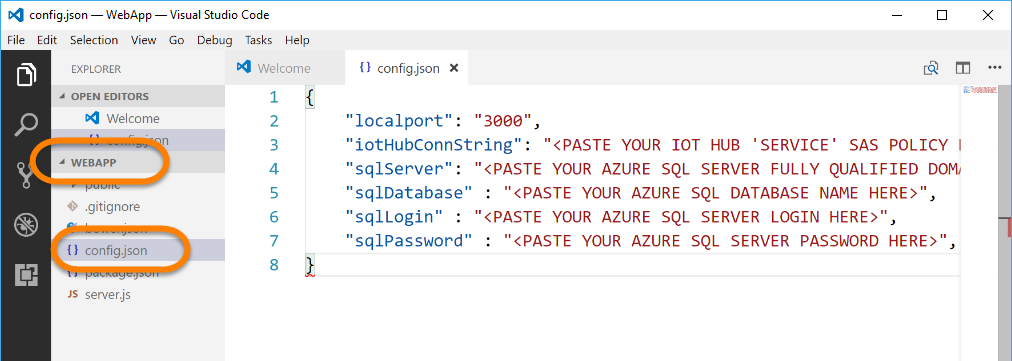 config.json — WebApp — Visual Studio Code
File Edit Selection View Go Debug Tasks Help
EXPLORER
OPEN EDITORS
Welcome
config.json
WEBAPP
public
.gitignore
bower.json
{ } config.json
{ } package.json
JS server.js
Welcome
{ } config.json
1 {
2 "localport": "3000",
3 "iotHubConnString": "<PASTE YOUR IOT HUB 'SERVICE' SAS POLICY
4 "sqlServer": "<PASTE YOUR AZURE SQL SERVER FULLY QUALIFIED DOMA
5 "sqlDatabase" : "<PASTE YOUR AZURE SQL DATABASE NAME HERE>",
6 "sqlLogin" : "<PASTE YOUR AZURE SQL SERVER LOGIN HERE>",
7 "sqlPassword" : "<PASTE YOUR AZURE SQL SERVER PASSWORD HERE>",
8 }